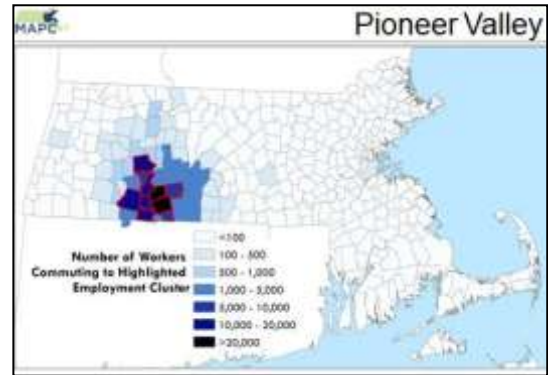 MAPC
Pioneer Valley
Number of Workers
Commuting to Highlighted
Employment Cluster
<100
100 - 500
500 - 1,000
1,000 - 5,000
5,000 - 10,000
10,000 - 20,000
>20,000